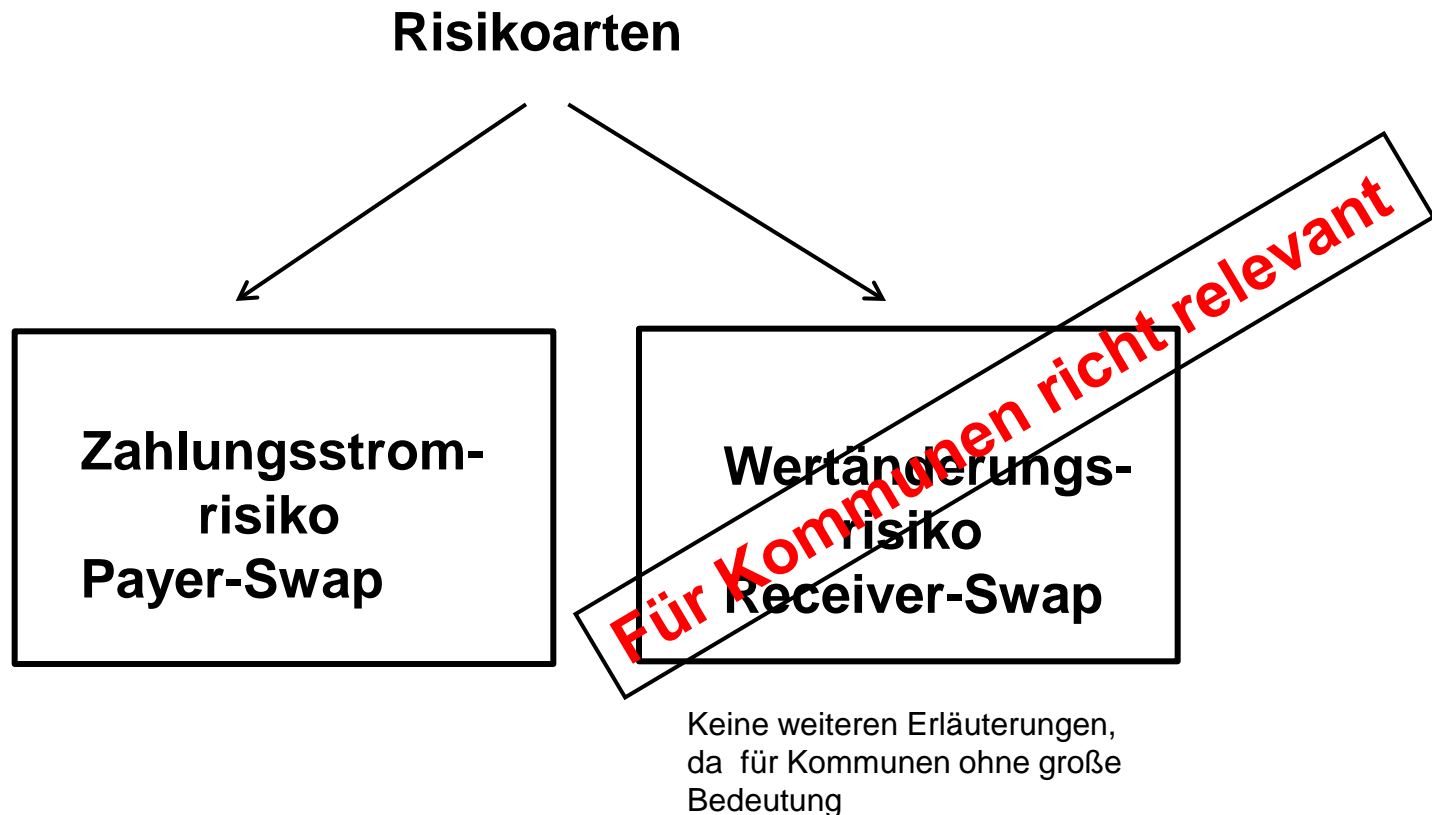 Risikoarten
Zahlungsstrom-
risiko
Payer-Swap
Wertänderungs-
risiko
Receiver-Swap
Für Kommunen richt relevant
Keine weiteren Erläuterungen,
da für Kommunen ohne große
Bedeutung